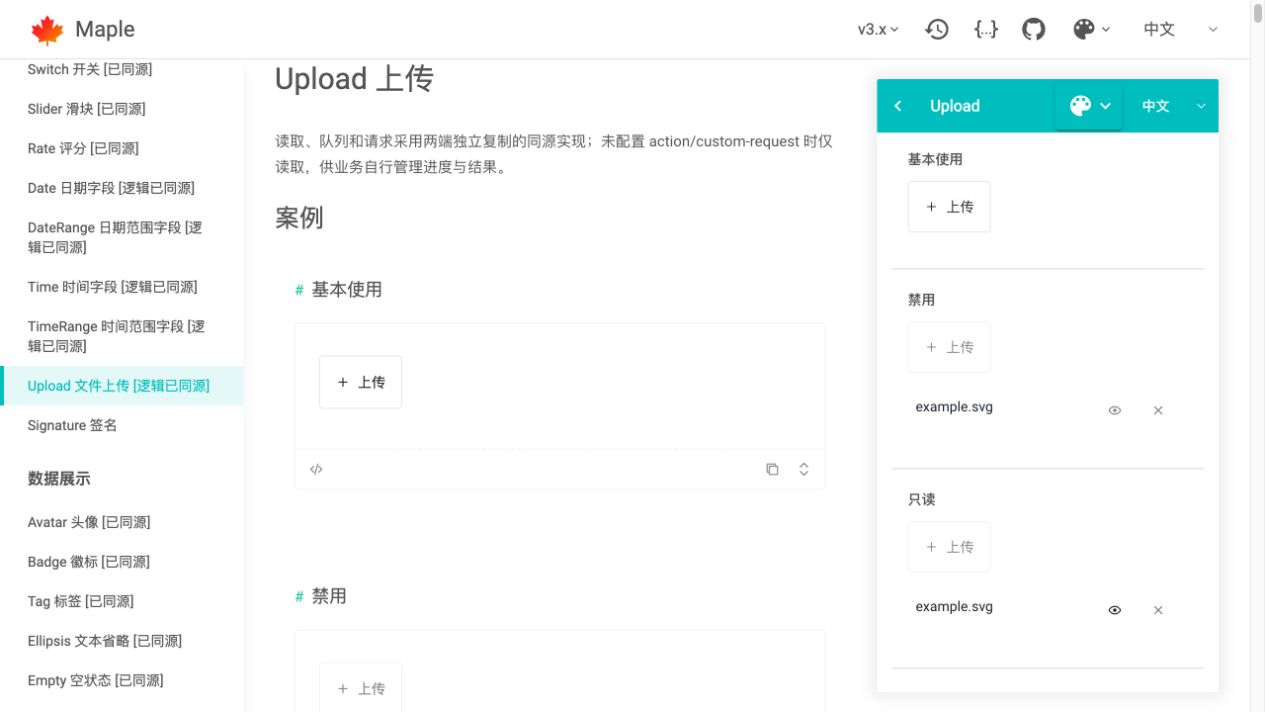 Maple
v3.x
{...}
中文
Switch 开关 [已同源]
Slider 滑块 [已同源]
Rate 评分 [已同源]
Date 日期字段 [逻辑已同源]
DateRange 日期范围字段 [逻
辑已同源]
Time 时间字段 [逻辑已同源]
TimeRange 时间范围字段 [逻
辑已同源]
Upload 文件上传 [逻辑已同源]
Signature 签名
数据展示
Avatar 头像 [已同源]
Badge 徽标 [已同源]
Tag 标签 [已同源]
Ellipsis 文本省略 [已同源]
Empty 空状态 [已同源]
Upload 上传
读取、队列和请求采用两端独立复制的同源实现；未配置 action/custom-request 时仅
读取，供业务自行管理进度与结果。
案例
# 基本使用
+ 上传
# 禁用
+ 上传
Upload
中文
基本使用
+ 上传
禁用
+ 上传
example.svg
只读
+ 上传
example.svg